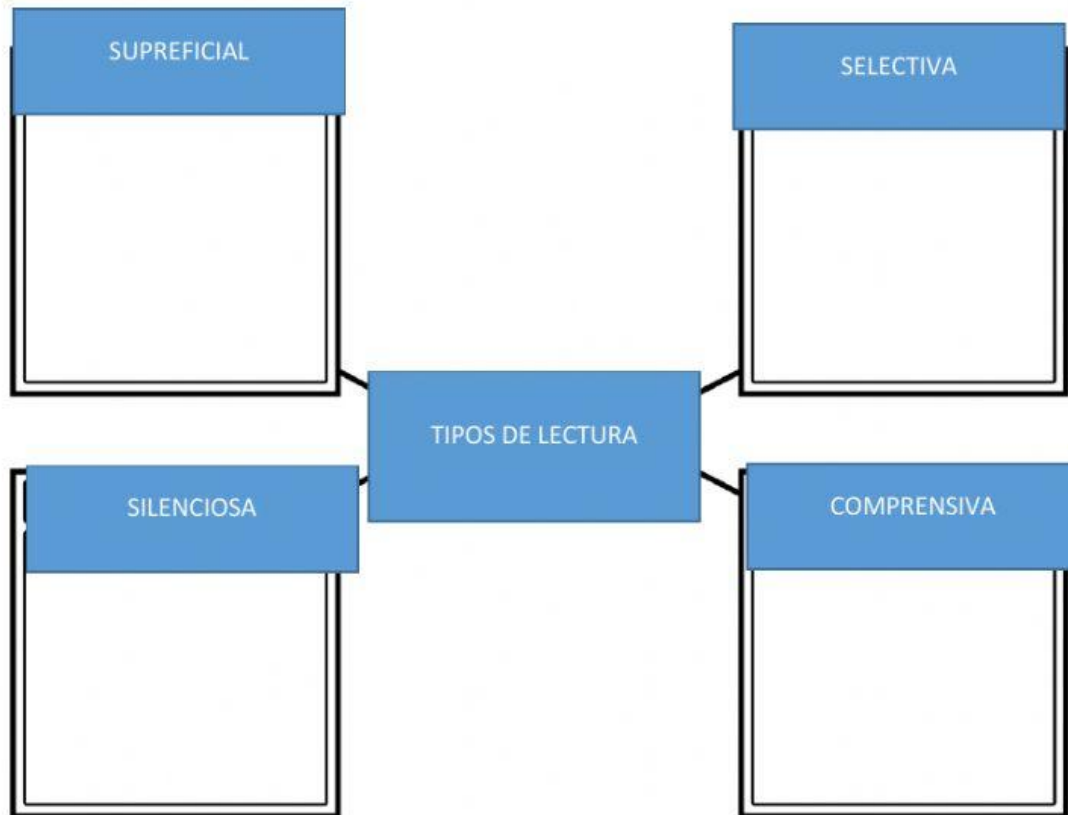 SUPREFICIAL
SELECTIVA
TIPOS DE LECTURA
SILENCIOSA
COMPRENSIVA